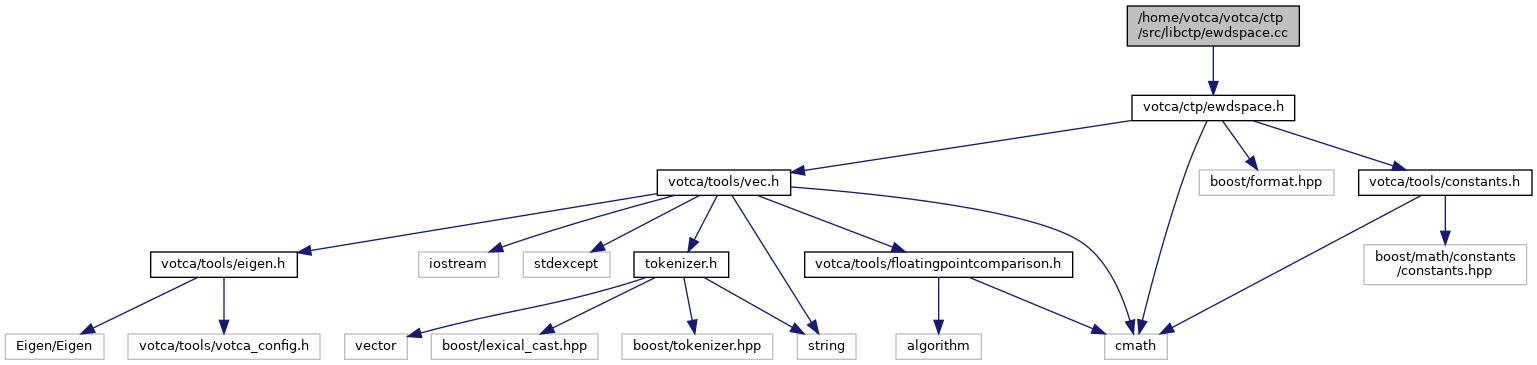 /home/votca/votca/ctp
/src/libctp/ewdspace.cc
votca/ctp/ewdspace.h
votca/tools/vec.h
boost/format.hpp
votca/tools/constants.h
votca/tools/eigen.h
iostream
stdexcept
tokenizer.h
votca/tools/floatingpointcomparison.h
boost/math/constants
/constants.hpp
Eigen/Eigen
votca/tools/votca_config.h
vector
boost/lexical_cast.hpp
boost/tokenizer.hpp
string
algorithm
cmath